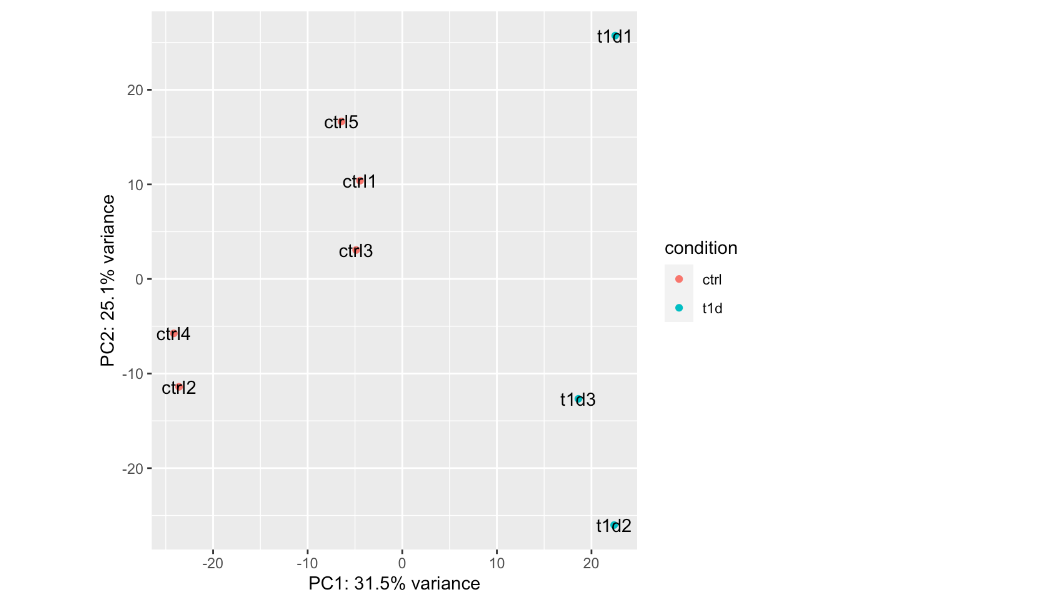 t1d1
20
ctrl5
10
ctrl1
ctrl3
0
ctrl4
-10
ctrl2
t1d3
-20
t1d2
-20
-10
0
10
20
PC1: 31.5% variance
PC2: 25.1% variance
condition
ctrl
t1d